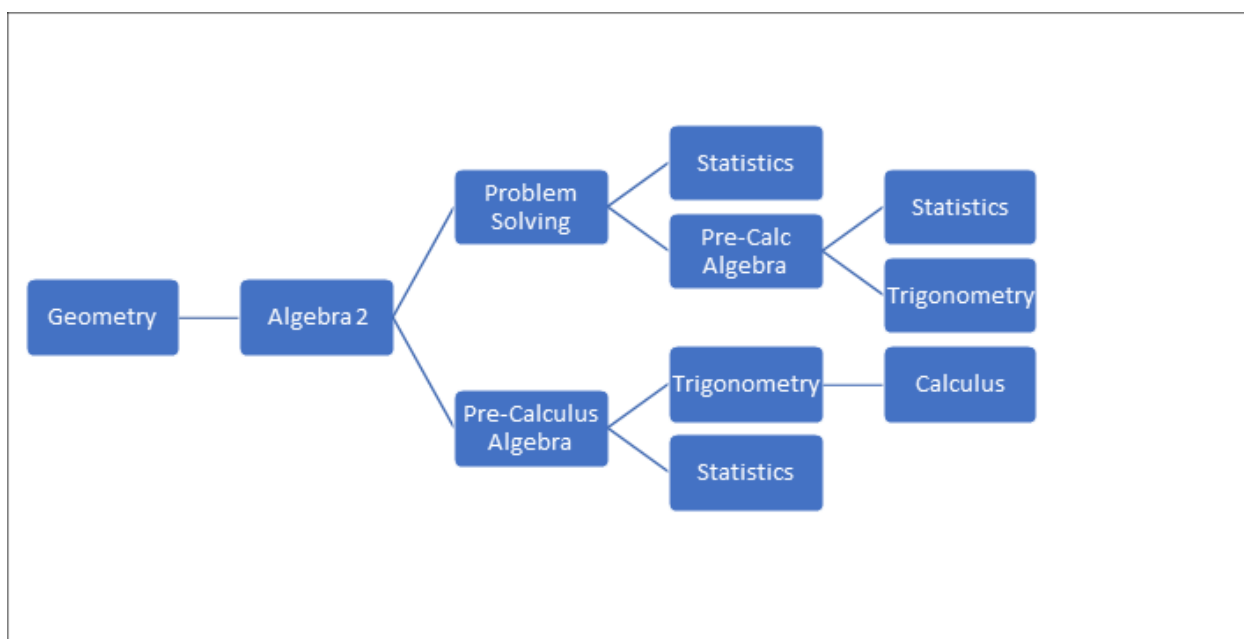 Geometry
Algebra 2
Problem
Solving
Pre-Calculus
Algebra
Statistics
Pre-Calc
Algebra
Trigonometry
Statistics
Statistics
Trigonometry
Calculus